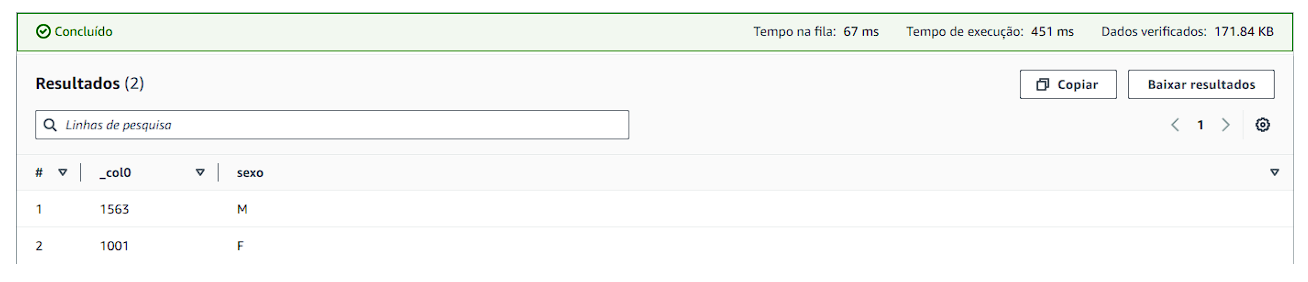 Concluído Tempo na fila: 67 ms Tempo de execução: 451 ms Dados verificados: 171.84 KB
Resultados (2) Copiar Baixar resultados
Linhas de pesquisa 1
# _col0 sexo
1 1563 M
2 1001 F